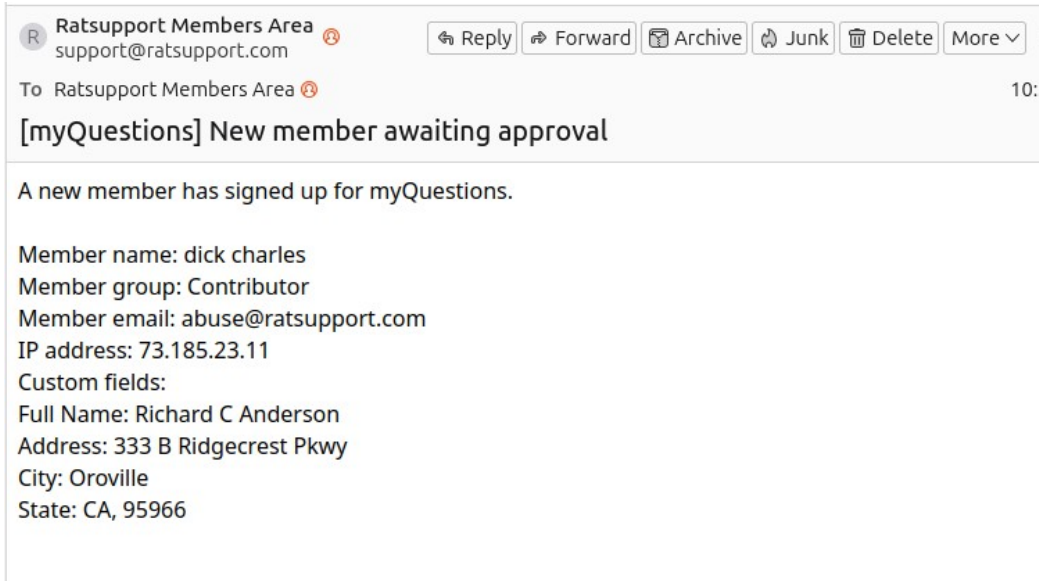 R
Ratsupport Members Area
support@ratsupport.com
Reply Forward Archive Junk Delete More
To Ratsupport Members Area
10:
[myQuestions] New member awaiting approval
A new member has signed up for myQuestions.
Member name: dick charles
Member group: Contributor
Member email: abuse@ratsupport.com
IP address: 73.185.23.11
Custom fields:
Full Name: Richard C Anderson
Address: 333 B Ridgecrest Pkwy
City: Oroville
State: CA, 95966